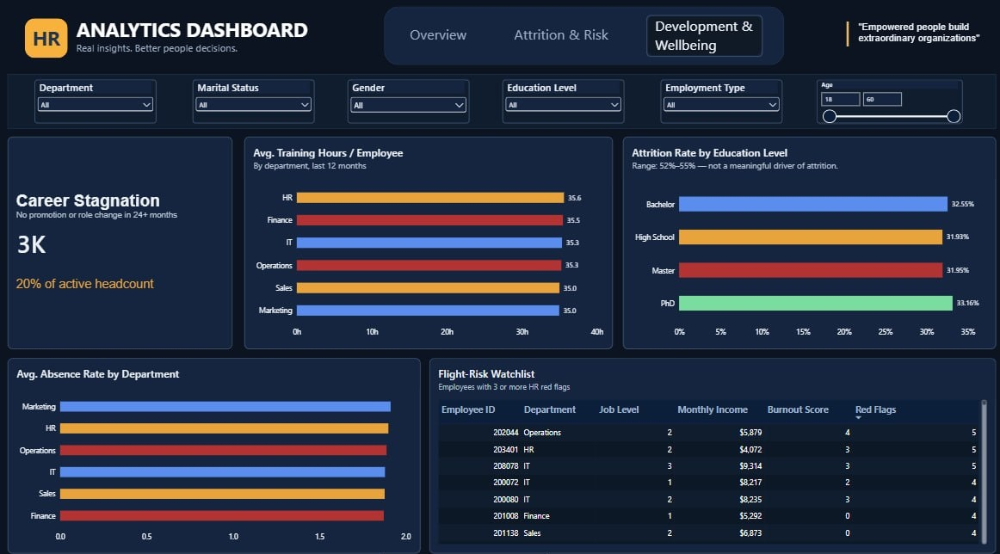 HR
ANALYTICS DASHBOARD
Real insights. Better people decisions.
Overview
Attrition & Risk
Development &
Wellbeing
"Empowered people build
extraordinary organizations"
Department
All
Marital Status
All
Gender
All
Education Level
All
Employment Type
All
Age
18 60
Career Stagnation
No promotion or role change in 24+ months
3K
20% of active headcount
Avg. Training Hours / Employee
By department, last 12 months
HR 35.6
Finance 35.5
IT 35.3
Operations 35.3
Sales 35.0
Marketing 35.0
0h 10h 20h 30h 40h
Attrition Rate by Education Level
Range: 52%–55% — not a meaningful driver of attrition.
Bachelor 32.55%
High School 31.93%
Master 31.95%
PhD 33.16%
0% 5% 10% 15% 20% 25% 30% 35%
Avg. Absence Rate by Department
Marketing
HR
Operations
IT
Sales
Finance
0.0 0.5 1.0 1.5 2.0
Flight-Risk Watchlist
Employees with 3 or more HR red flags
Employee ID Department Job Level Monthly Income Burnout Score Red Flags
202044 Operations 2 $5,879 4 5
203401 HR 2 $4,072 3 5
208078 IT 3 $9,314 3 5
200072 IT 1 $8,217 2 4
200080 IT 2 $8,235 3 4
201008 Finance 1 $5,292 0 4
201138 Sales 2 $6,873 0 4